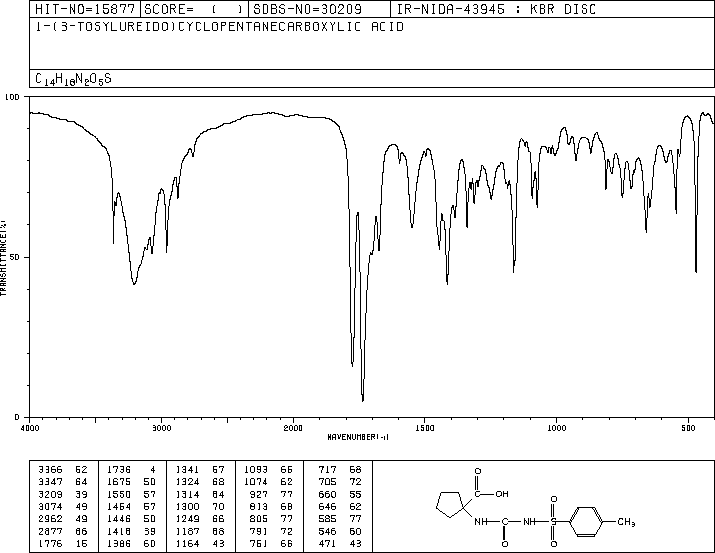 HIT-NO=15877 SCORE= ( ) SDBS-NO=30209 IR-NIDA-43945 : KBR DISC
1-(3-TOSYLUREIDO)CYCLOPENTANECARBOXYLIC ACID
C14H18N2O5S
100
50
0
TRANSMITTANCE(%)
4000 3000 2000 1500 1000 500
WAVENUMBER(-1)
3366 52 1736 4 1341 57 1093 66 717 68
3347 64 1675 50 1324 68 1074 62 705 72
3209 39 1550 57 1314 64 927 77 660 55
3074 49 1454 57 1300 70 813 68 646 62
2962 49 1446 50 1249 66 805 77 585 77
2877 66 1418 39 1187 68 791 72 546 60
1776 15 1386 60 1164 43 751 66 471 43
O
C OH
NH C NH S CH3
O O
O